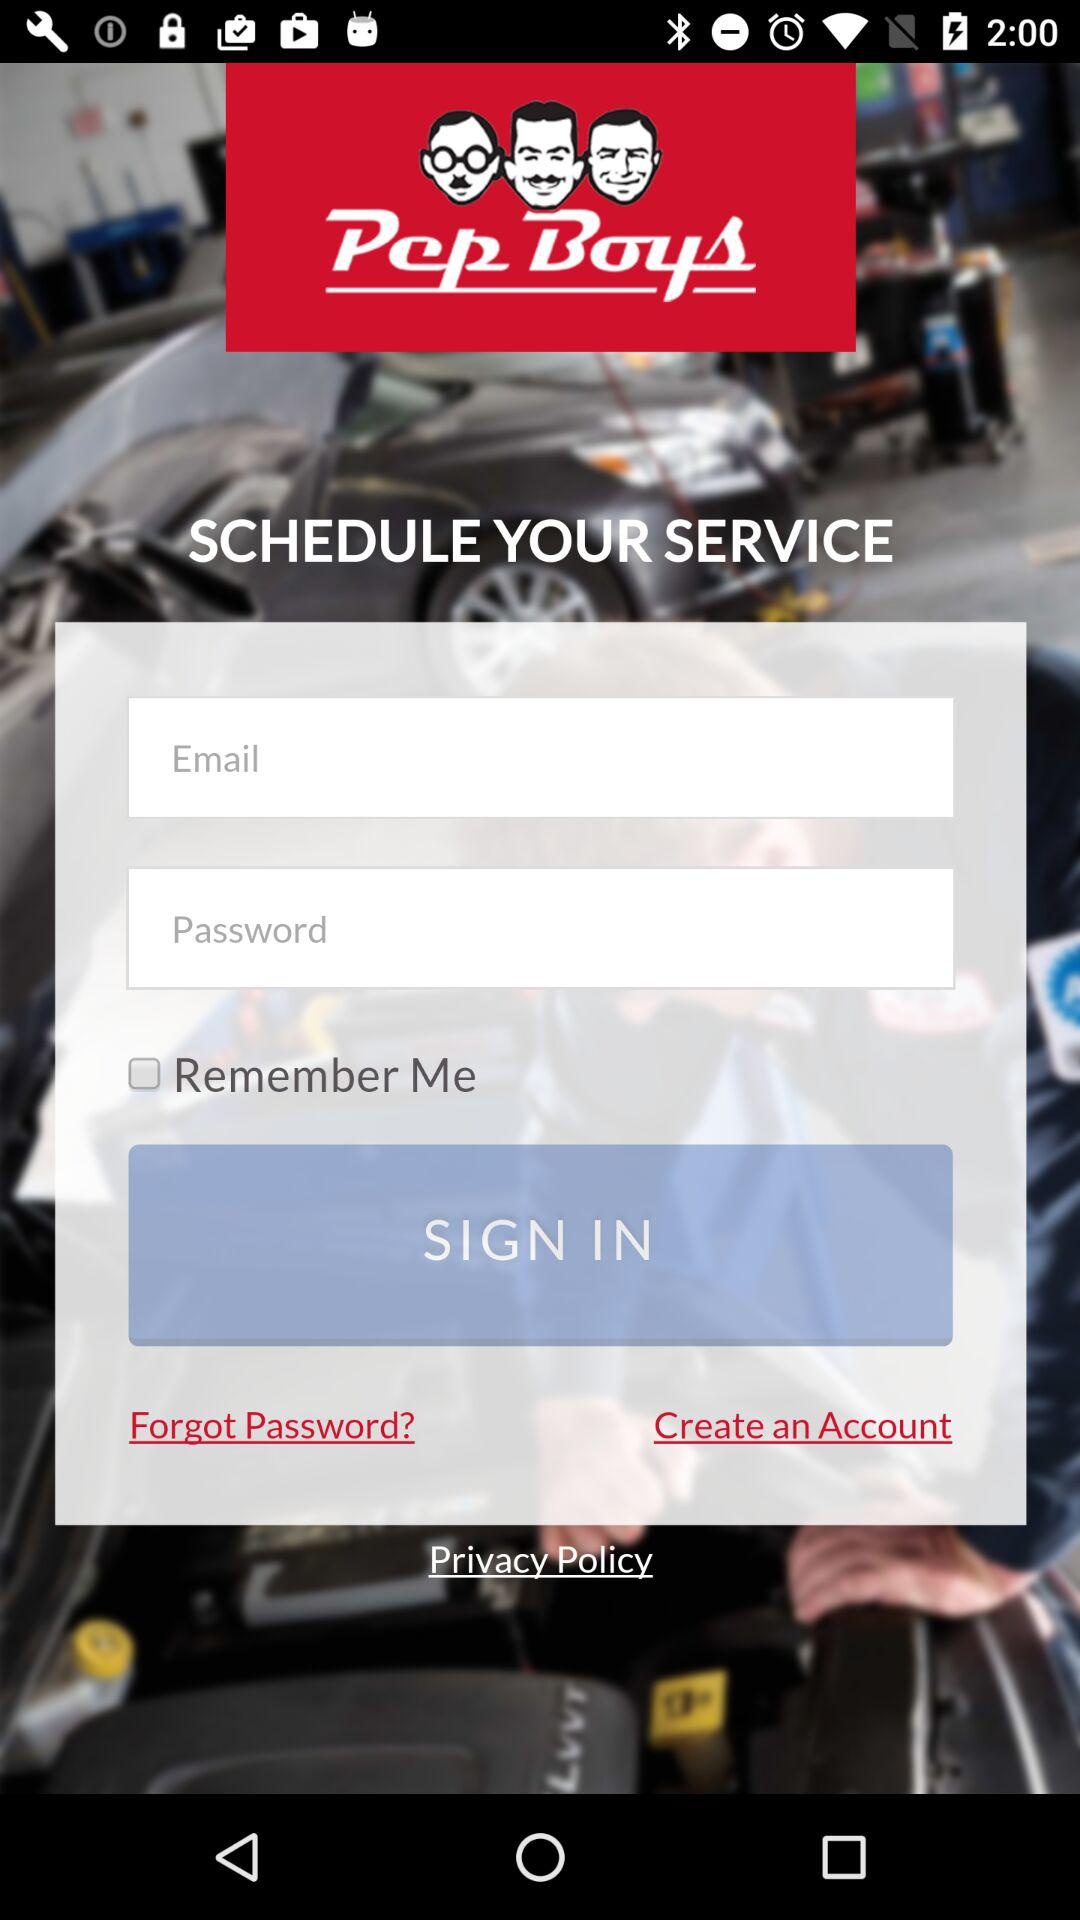 2:00
Pep Boys
SCHEDULE YOUR SERVICE
Email
Password
Remember Me
SIGN IN
Forgot Password? Create an Account
Privacy Policy